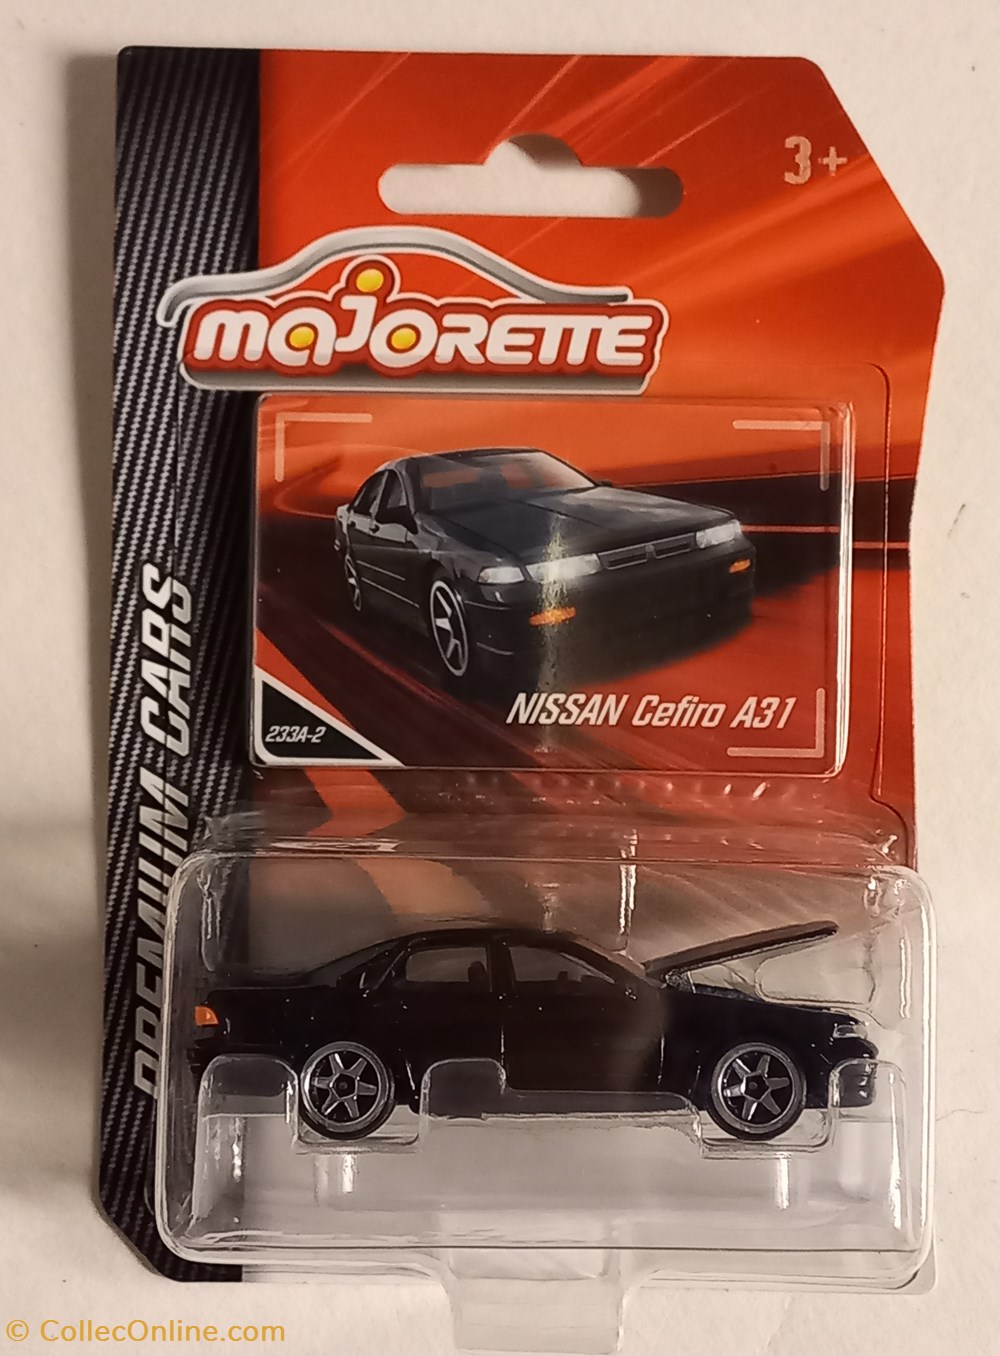 3+
MAJORETTE
PREMIUM CARS
NISSAN Cefiro A31
233A-2
© CollecOnline.com